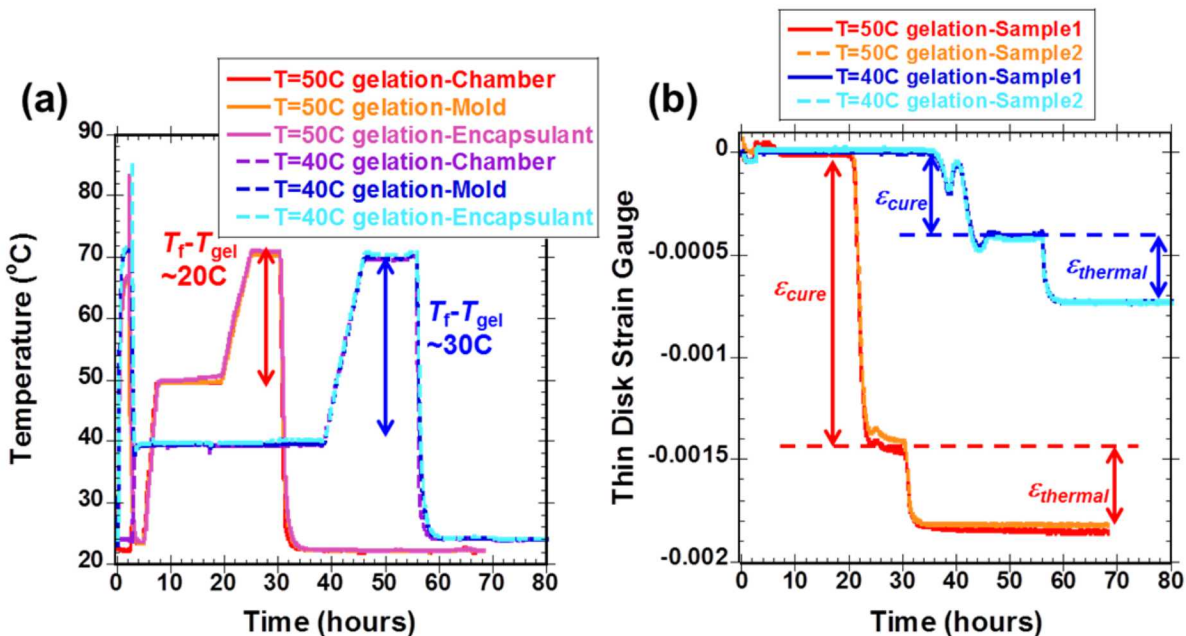 (a)
T=50C gelation-Chamber
T=50C gelation-Mold
T=50C gelation-Encapsulant
T=40C gelation-Chamber
T=40C gelation-Mold
T=40C gelation-Encapsulant
Temperature (°C)
90
80
70
60
50
40
30
20
Tf-Tgel
~20C
Tf-Tgel
~30C
0 10 20 30 40 50 60 70 80
Time (hours)
(b)
T=50C gelation-Sample1
T=50C gelation-Sample2
T=40C gelation-Sample1
T=40C gelation-Sample2
Thin Disk Strain Gauge
0
-0.0005
-0.001
-0.0015
-0.002
εcure
εthermal
εcure
εthermal
0 10 20 30 40 50 60 70 80
Time (hours)